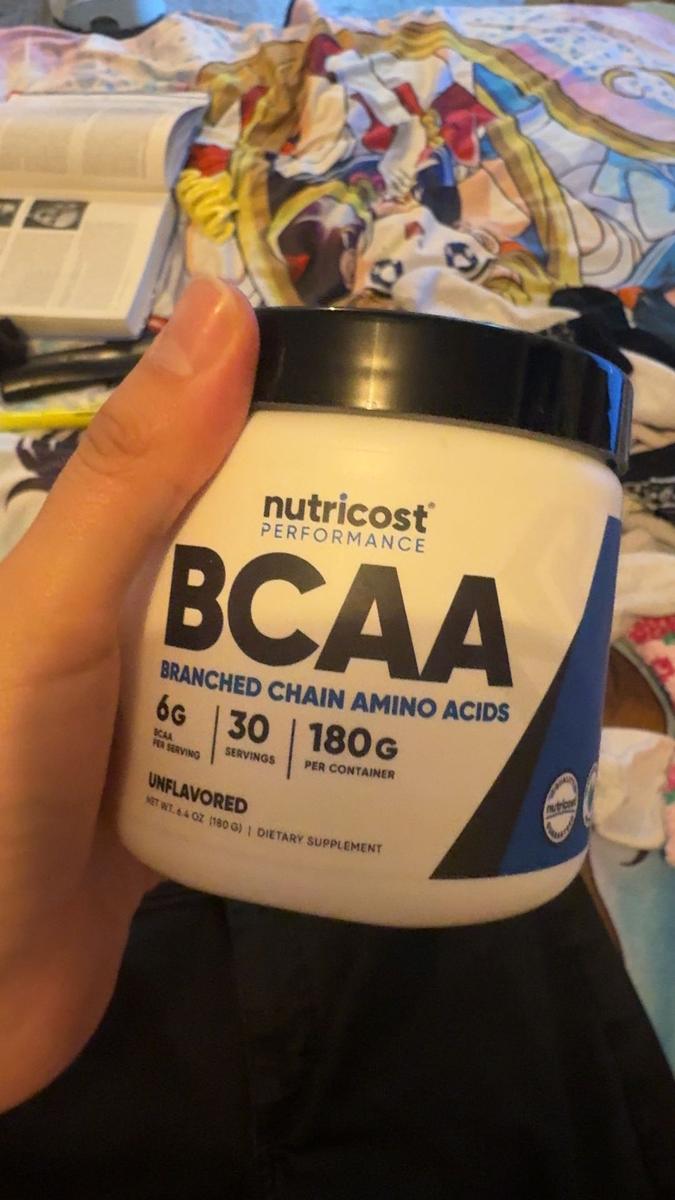 nutricost®
PERFORMANCE
BCAA
BRANCHED CHAIN AMINO ACIDS
6G
BCAA
PER SERVING
30
SERVINGS
180G
PER CONTAINER
UNFLAVORED
NET WT. 6.4 OZ (180 G) | DIETARY SUPPLEMENT
nutricost